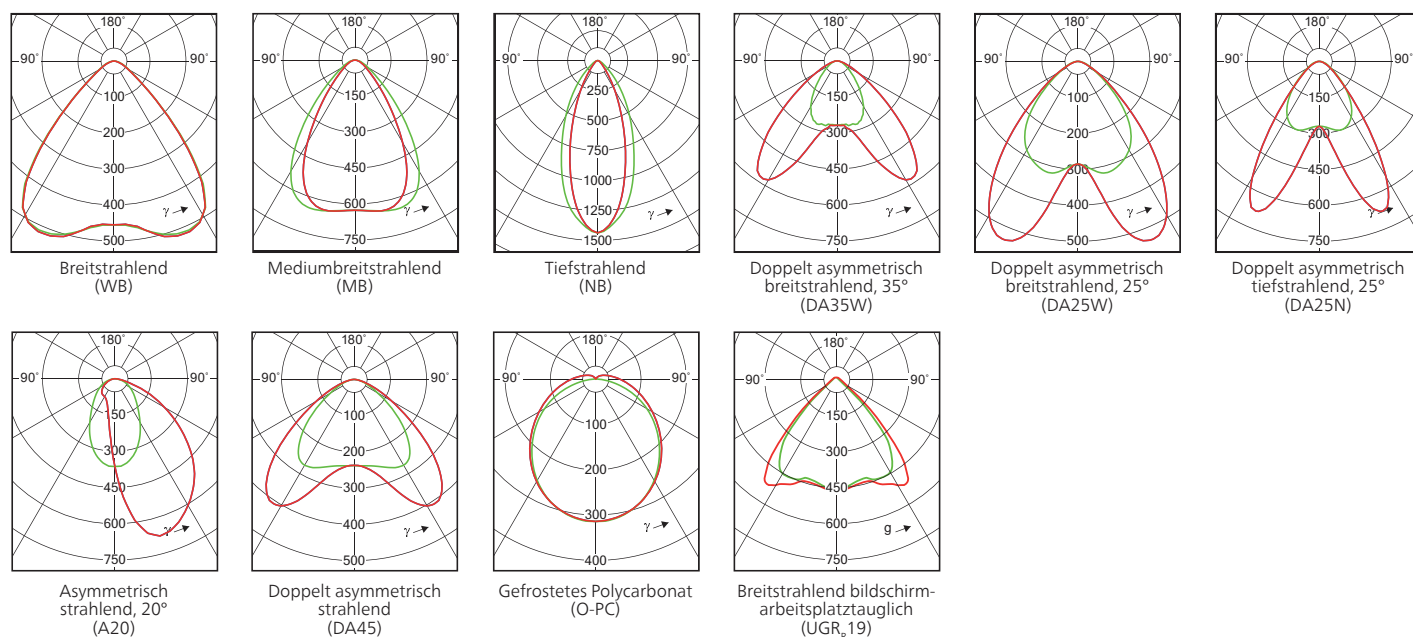 180°
90° 90°
100
200
300
400
500
γ
Breitstrahlend
(WB)
180°
90° 90°
150
300
450
600
750
γ
Mediumbreitstrahlend
(MB)
180°
90° 90°
250
500
750
1000
1250
1500
γ
Tiefstrahlend
(NB)
180°
90° 90°
150
300
450
600
750
γ
Doppelt asymmetrisch
breitstrahlend, 35°
(DA35W)
180°
90° 90°
100
200
300
400
500
γ
Doppelt asymmetrisch
breitstrahlend, 25°
(DA25W)
180°
90° 90°
150
300
450
600
750
γ
Doppelt asymmetrisch
tiefstrahlend, 25°
(DA25N)
180°
90° 90°
150
300
450
600
750
γ
Asymmetrisch
strahlend, 20°
(A20)
180°
90° 90°
100
200
300
400
500
γ
Doppelt asymmetrisch
strahlend
(DA45)
180°
90° 90°
100
200
300
400
γ
Gefrostetes Polycarbonat
(O-PC)
180°
90° 90°
150
300
450
600
750
g
Breitstrahlend bildschirm-
arbeitsplatztauglich
(UGR<sub>R</sub>19)